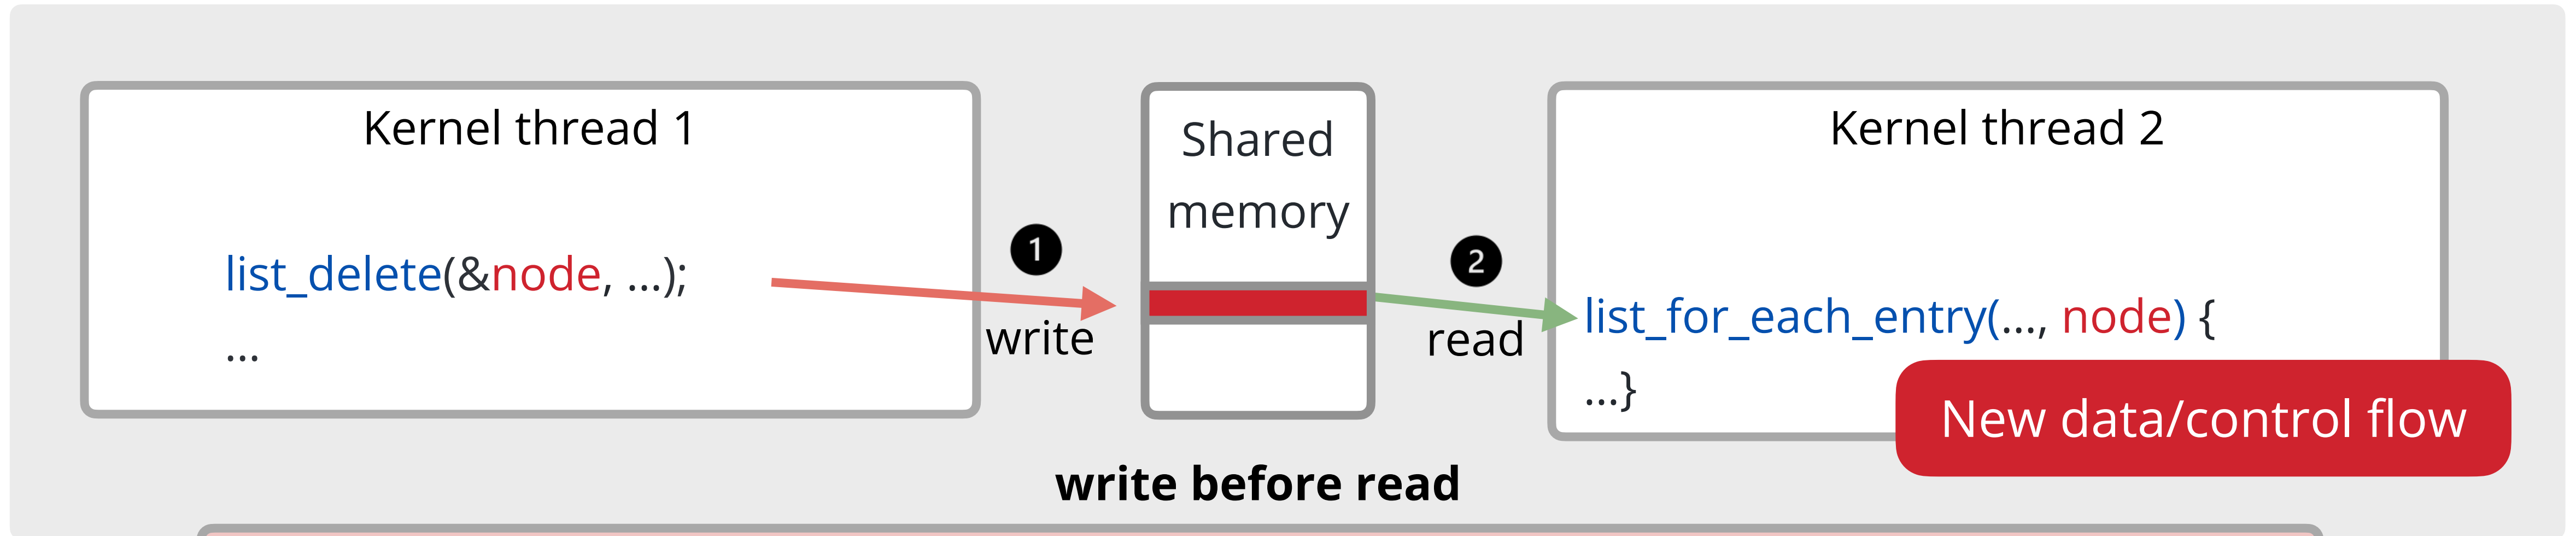 Kernel thread 1
list_delete(&node, ...);
...
1
write
Shared
memory
2
read
Kernel thread 2
list_for_each_entry(..., node) {
...}
New data/control flow
write before read